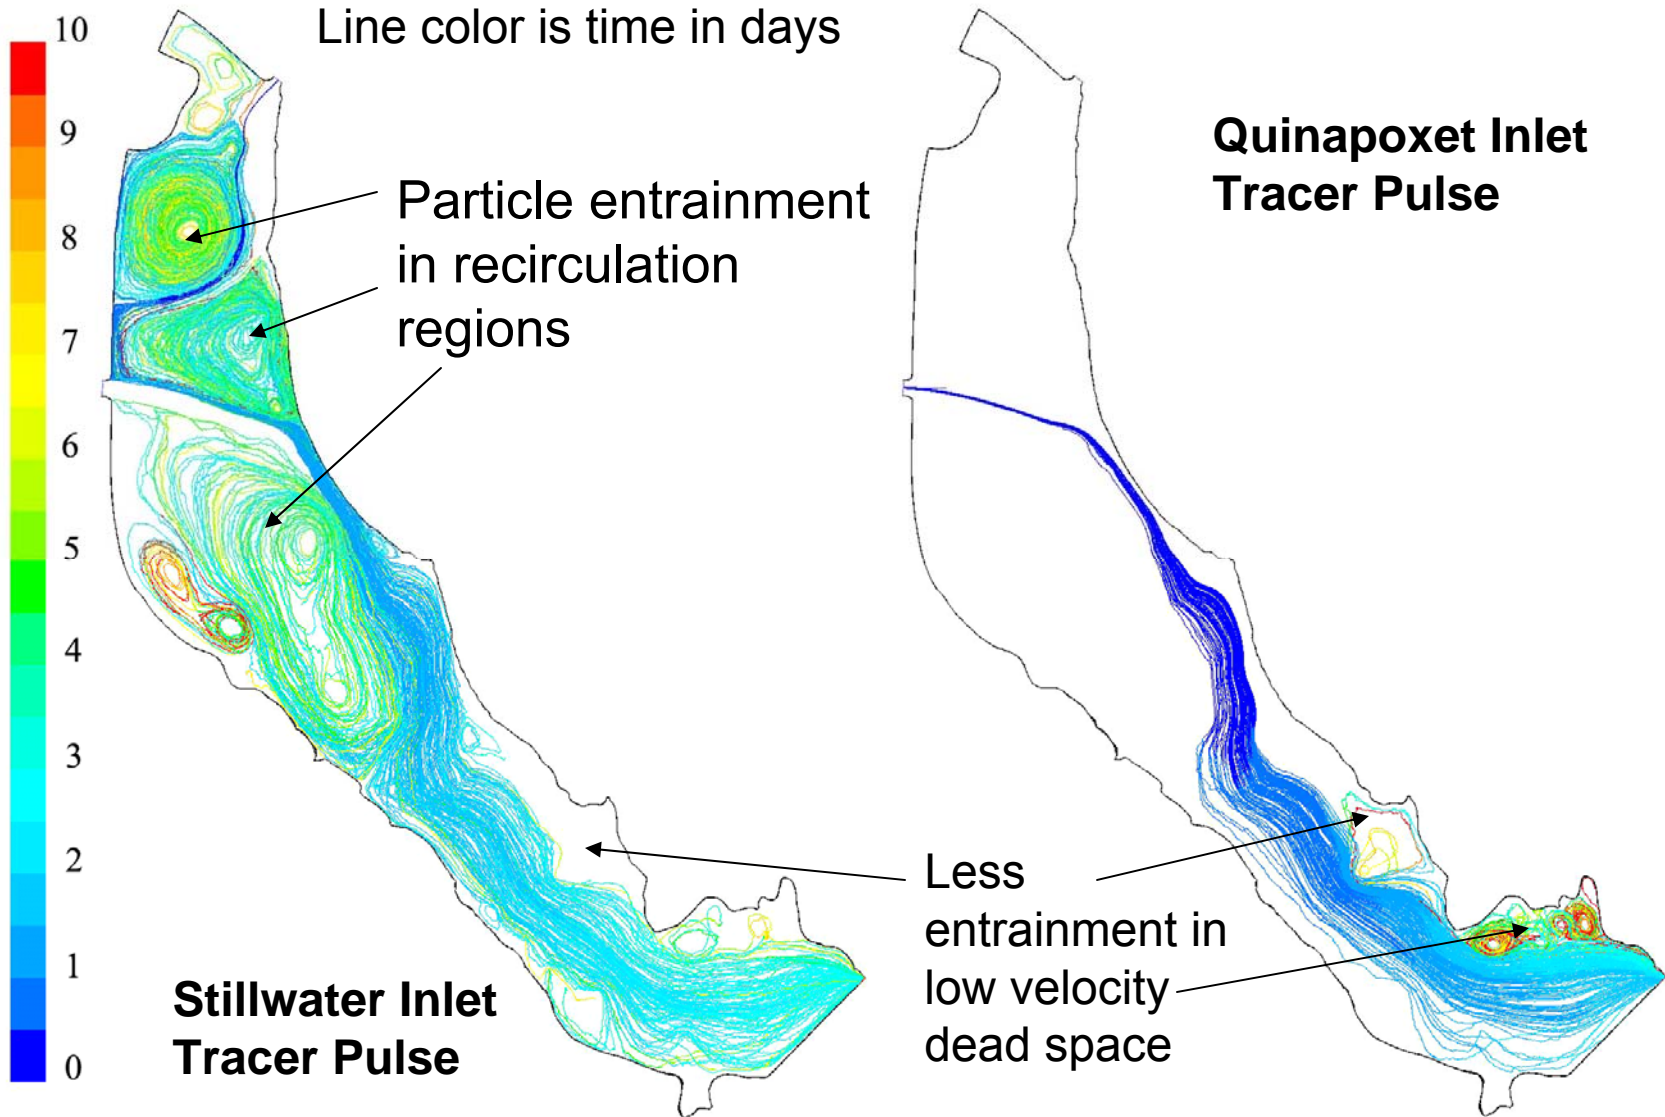 Line color is time in days
10
9
8
7
6
5
4
3
2
1
0
Particle entrainment
in recirculation
regions
Quinapoxet Inlet
Tracer Pulse
Less
entrainment in
low velocity
dead space
Stillwater Inlet
Tracer Pulse